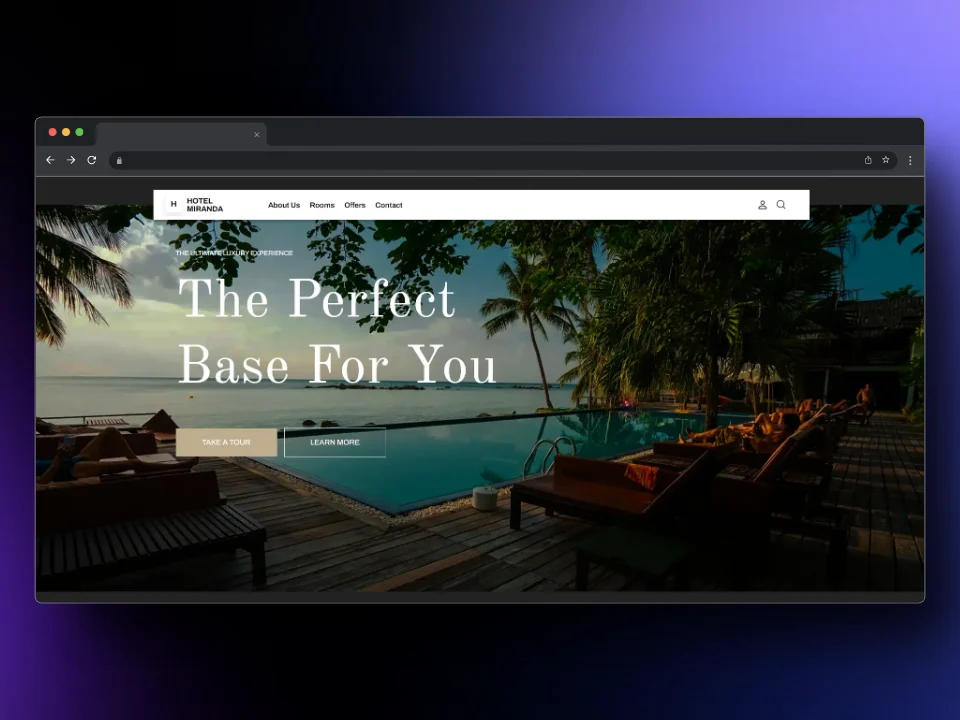 H
HOTEL
MIRANDA
About Us Rooms Offers Contact
THE ULTIMATE LUXURY EXPERIENCE
The Perfect
Base For You
TAKE A TOUR LEARN MORE